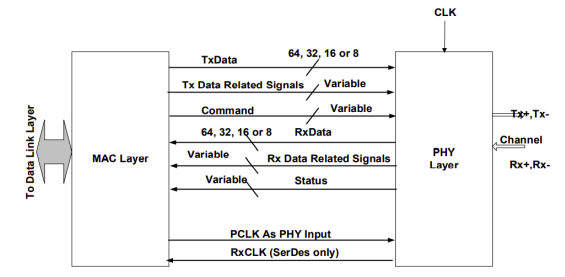 CLK
TxData 64, 32, 16 or 8
Tx Data Related Signals Variable
Command Variable
64, 32, 16 or 8 RxData
Variable Rx Data Related Signals
Variable Status
PCLK As PHY Input
RxCLK (SerDes only)
To Data Link Layer
MAC Layer
PHY
Layer
Tx+,Tx-
Channel
Rx+,Rx-